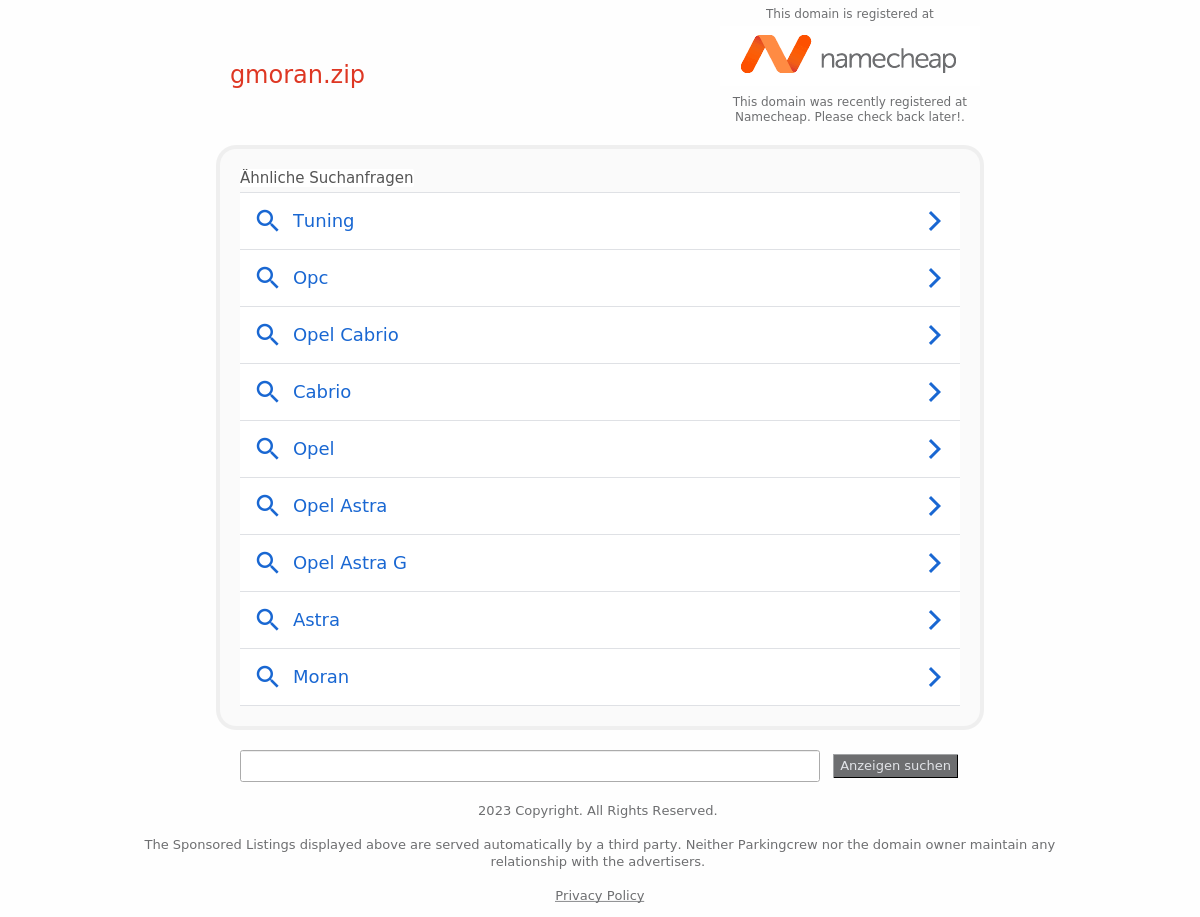 This domain is registered at
namecheap
gmoran.zip
This domain was recently registered at
Namecheap. Please check back later!.
Ähnliche Suchanfragen
Tuning
Opc
Opel Cabrio
Cabrio
Opel
Opel Astra
Opel Astra G
Astra
Moran
Anzeigen suchen
2023 Copyright. All Rights Reserved.
The Sponsored Listings displayed above are served automatically by a third party. Neither Parkingcrew nor the domain owner maintain any
relationship with the advertisers.
Privacy Policy